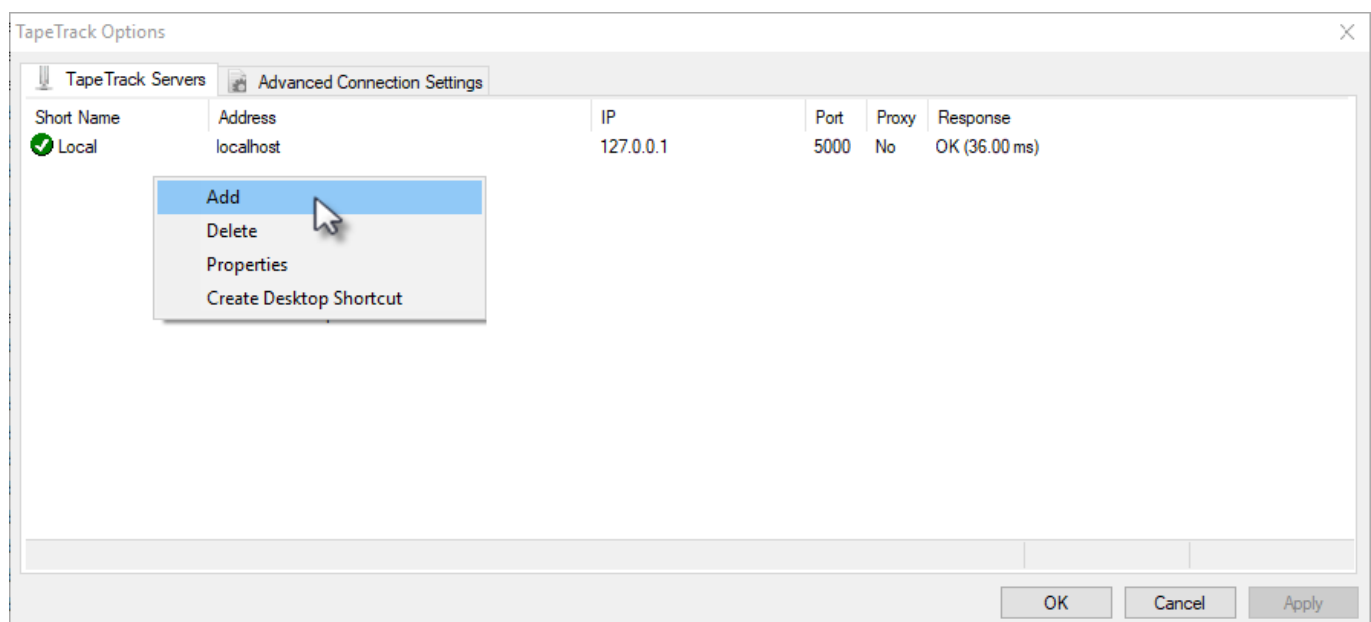 TapeTrack Options
TapeTrack Servers Advanced Connection Settings
Short Name Address IP Port Proxy Response
Local localhost 127.0.0.1 5000 No OK (36.00 ms)
Add
Delete
Properties
Create Desktop Shortcut
OK Cancel Apply